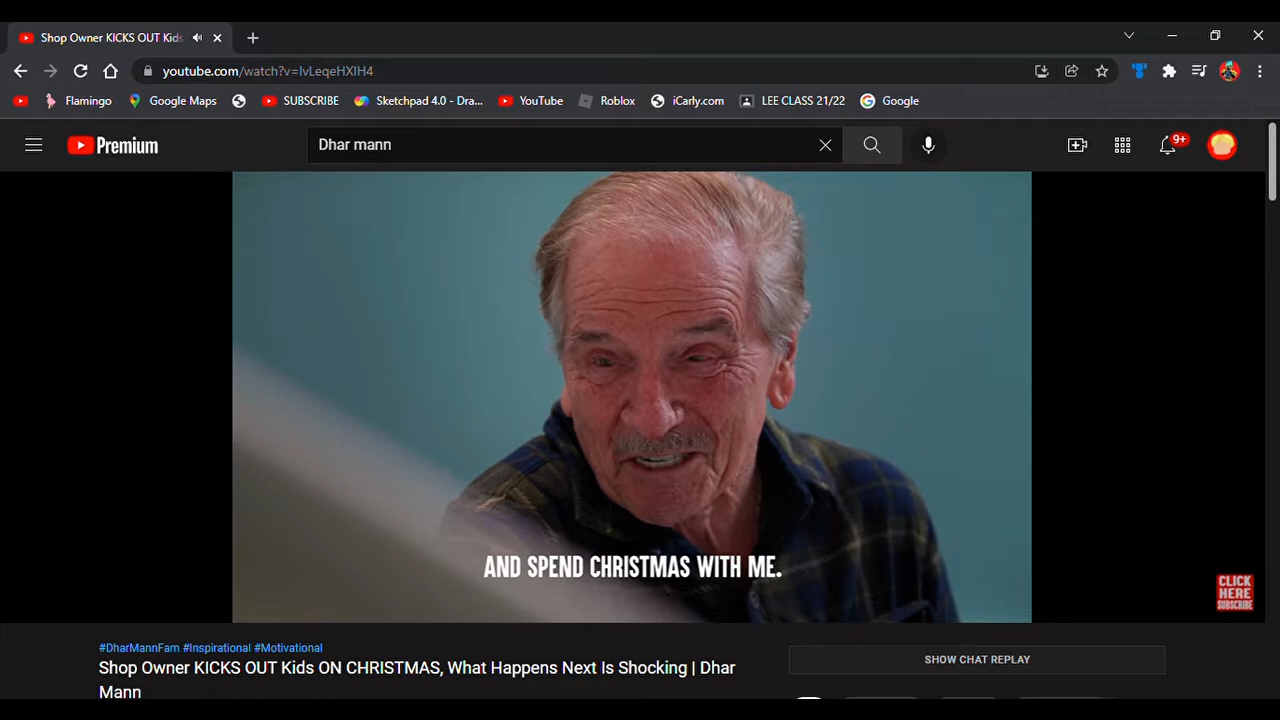 Shop Owner KICKS OUT Kids
youtube.com/watch?v=lvLeqeHXIH4
Flamingo Google Maps SUBSCRIBE Sketchpad 4.0 - Dra... YouTube Roblox iCarly.com LEE CLASS 21/22 Google
Premium Dhar mann 9+
AND SPEND CHRISTMAS WITH ME.
CLICK
HERE
SUBSCRIBE
#DharMannFam #Inspirational #Motivational
Shop Owner KICKS OUT Kids ON CHRISTMAS, What Happens Next Is Shocking | Dhar
Mann
SHOW CHAT REPLAY